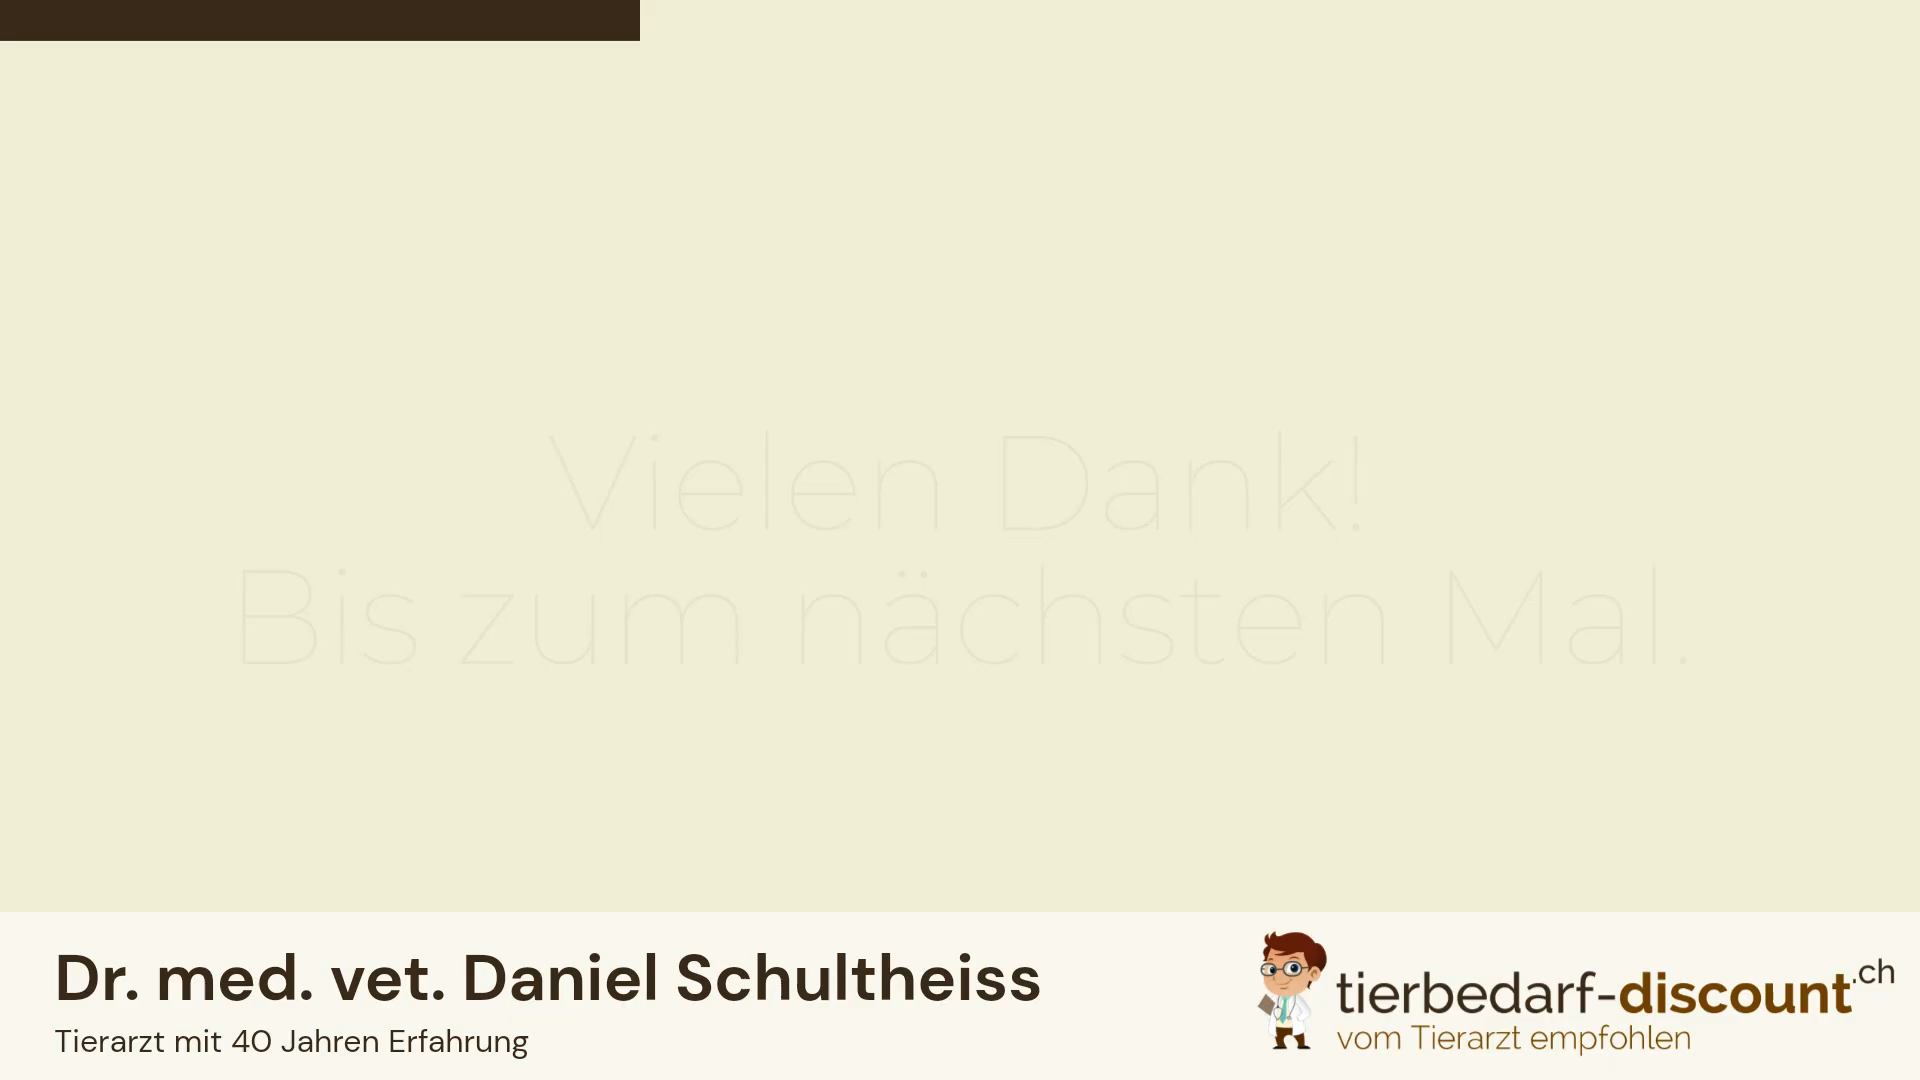 Vielen Dank!
Bis zum nächsten Mal.
Dr. med. vet. Daniel Schultheiss
Tierarzt mit 40 Jahren Erfahrung
tierbedarf-discount.ch
vom Tierarzt empfohlen